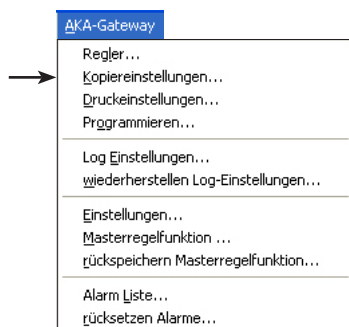 AKA-Gateway
Regler...
Kopiereinstellungen...
Druckeinstellungen...
Programmieren...
Log Einstellungen...
wiederherstellen Log-Einstellungen...
Einstellungen...
Masterregelfunktion ...
rückspeichern Masterregelfunktion...
Alarm Liste...
rücksetzen Alarme...